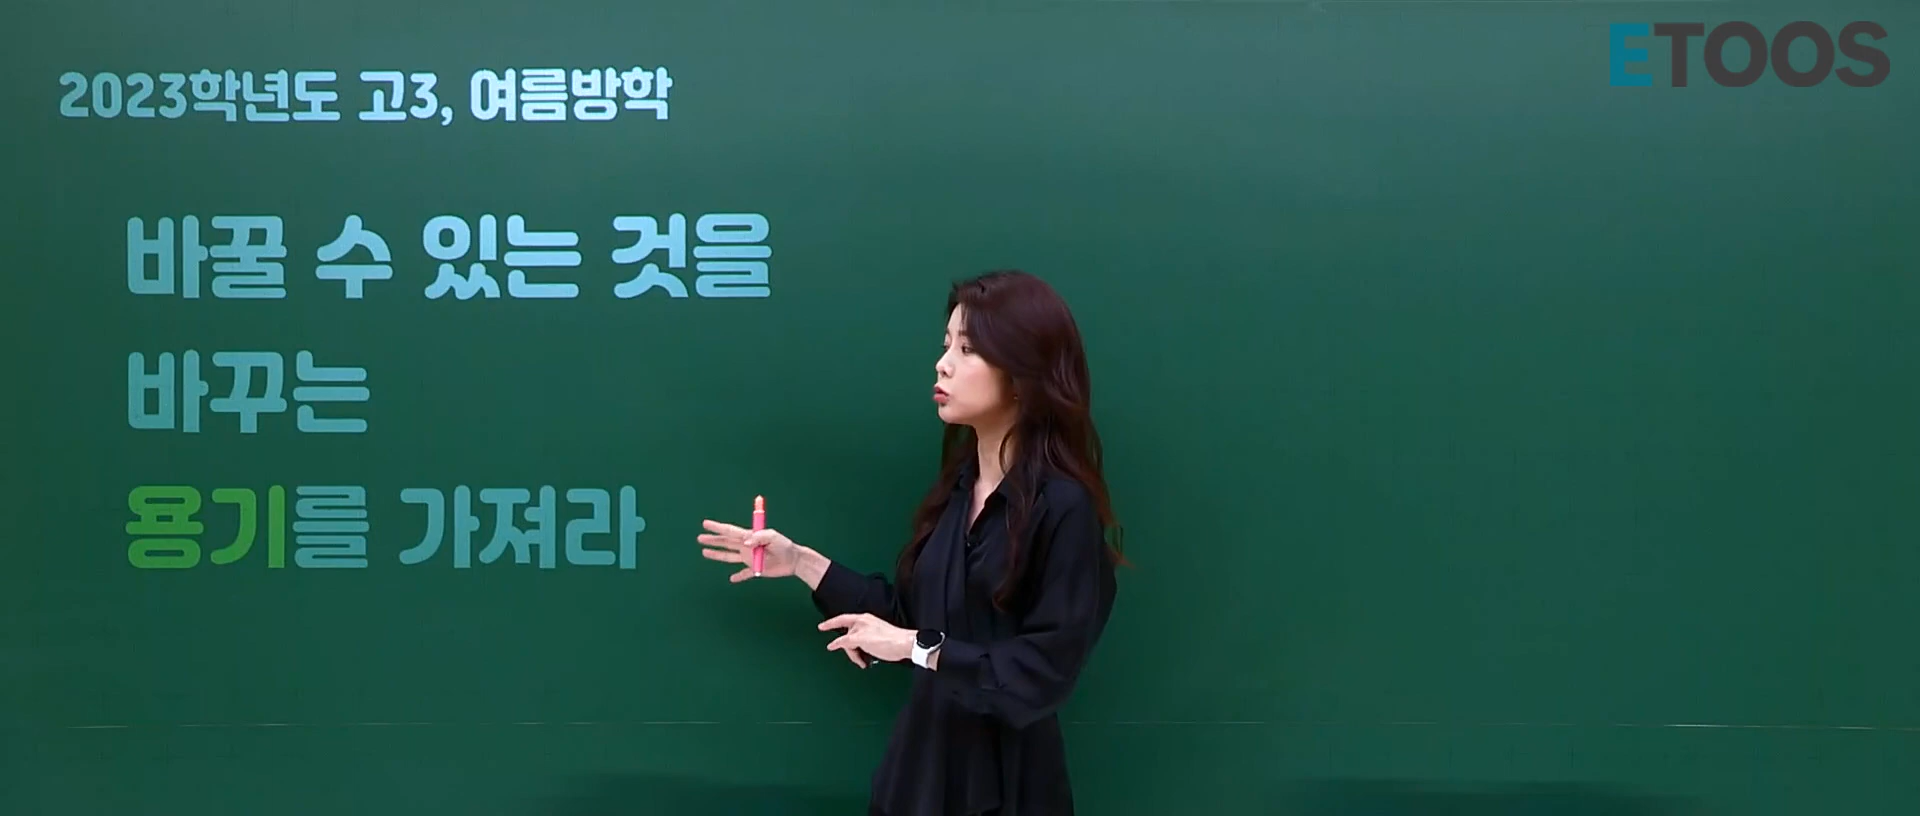 ETOOS
2023학년도 고3, 여름방학
바꿀 수 있는 것을
바꾸는
용기를 가져라